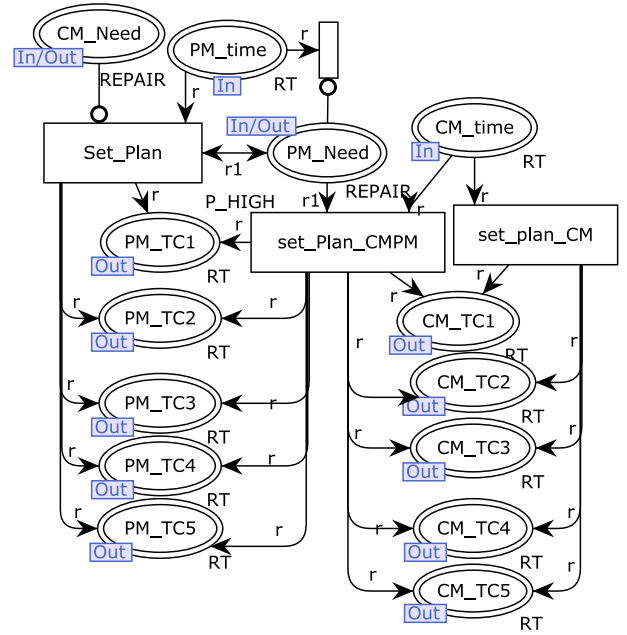 CM_Need
In/Out
REPAIR
PM_time
In
RT
r
r
In/Out
PM_Need
REPAIR
CM_time
In
RT
Set_Plan
r1
r1
r
r
P_HIGH
set_Plan_CMPM
set_plan_CM
r
PM_TC1
Out
RT
r
r
r
CM_TC1
Out
RT
r
PM_TC2
Out
RT
r
r
CM_TC2
Out
RT
r
r
PM_TC3
Out
RT
r
r
CM_TC3
Out
RT
r
r
PM_TC4
Out
RT
r
r
CM_TC4
Out
RT
r
r
PM_TC5
Out
RT
r
r
CM_TC5
Out
RT
r